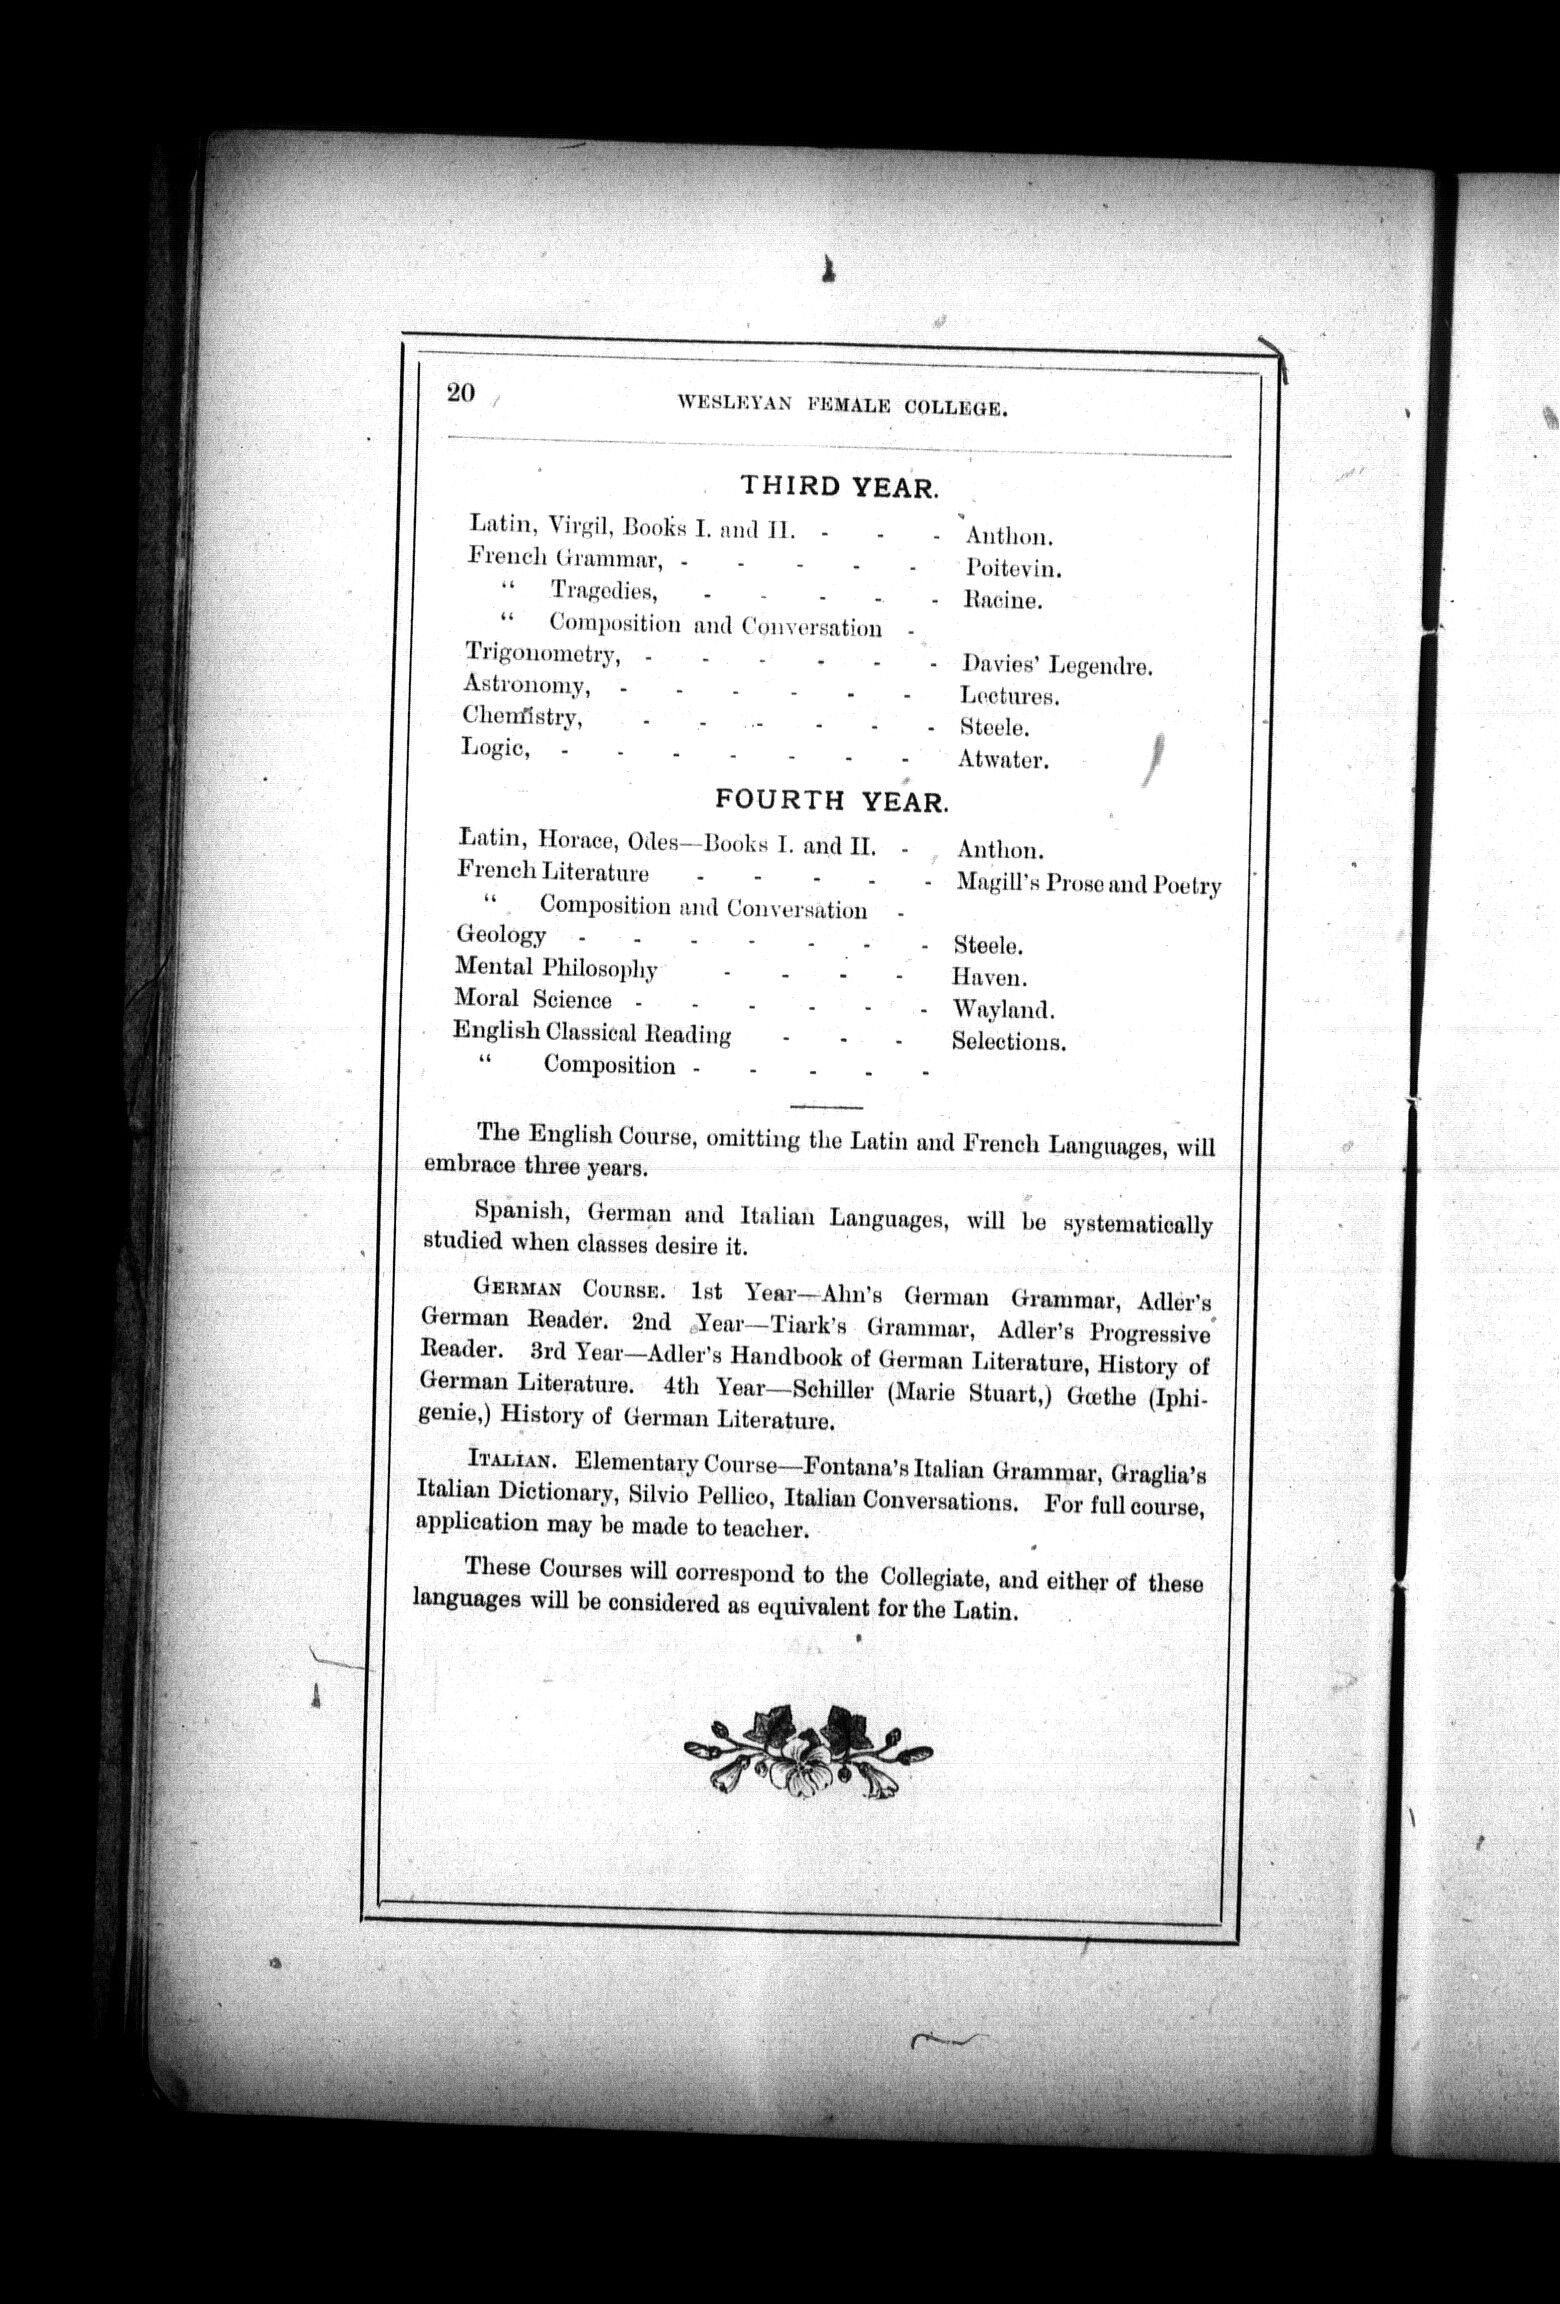 20
WESLEYAN FEMALE COLLEGE.
THIRD YEAR.
Latin, Virgil, Books I. and II. - - - Anthon.
French Grammar, - - - - - Poitevin.
“ Tragedies, - - - - - Racine.
“ Composition and Conversation -
Trigonometry, - - - - - - Davies’ Legendre.
Astronomy, - - - - - - Lectures.
Chemistry, - - - - - - Steele.
Logic, - - - - - - - Atwater.
FOURTH YEAR.
Latin, Horace, Odes—Books I. and II. - Anthon.
French Literature - - - - - Magill’s Prose and Poetry
“ Composition and Conversation -
Geology - - - - - - - Steele.
Mental Philosophy - - - - Haven.
Moral Science - - - - - - Wayland.
English Classical Reading - - - Selections.
“ Composition - - - - -
The English Course, omitting the Latin and French Languages, will
embrace three years.
Spanish, German and Italian Languages, will be systematically
studied when classes desire it.
GERMAN COURSE. 1st Year—Ahn’s German Grammar, Adler’s
German Reader. 2nd Year—Tiark’s Grammar, Adler’s Progressive
Reader. 3rd Year—Adler’s Handbook of German Literature, History of
German Literature. 4th Year—Schiller (Marie Stuart,) Gœthe (Iphi-
genie,) History of German Literature.
ITALIAN. Elementary Course—Fontana’s Italian Grammar, Graglia’s
Italian Dictionary, Silvio Pellico, Italian Conversations. For full course,
application may be made to teacher.
These Courses will correspond to the Collegiate, and either of these
languages will be considered as equivalent for the Latin.